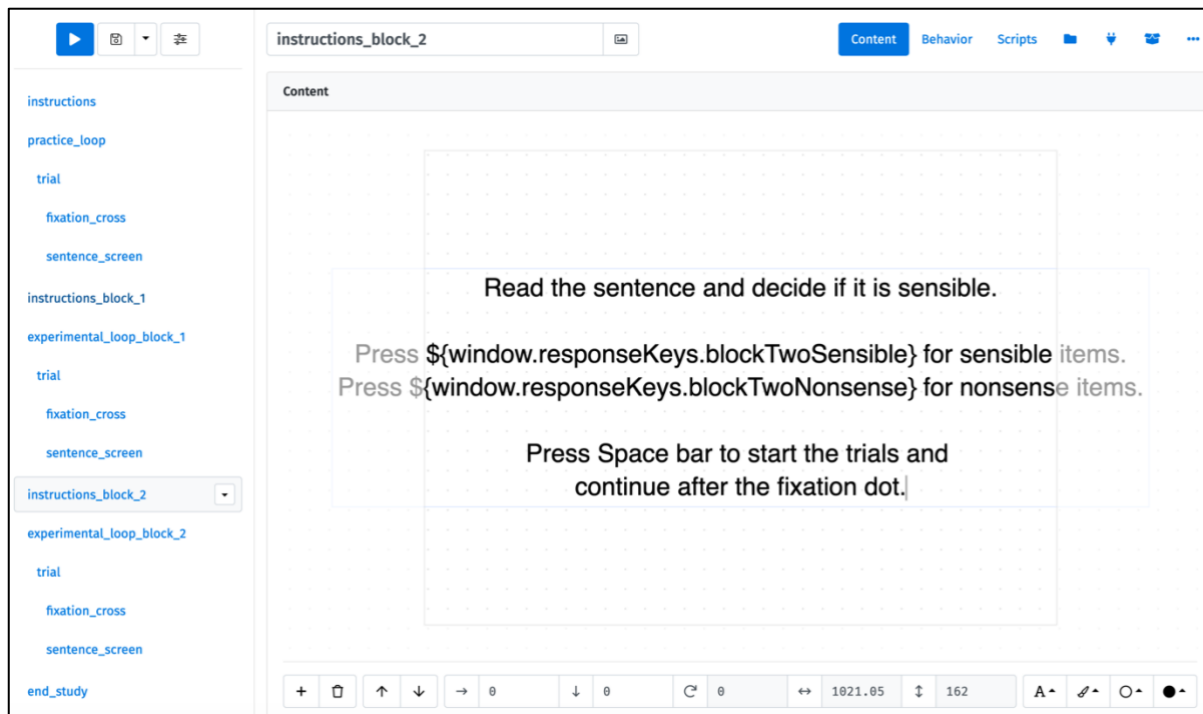 instructions_block_2
Content Behavior Scripts
Content
instructions
practice_loop
trial
fixation_cross
sentence_screen
instructions_block_1
experimental_loop_block_1
trial
fixation_cross
sentence_screen
instructions_block_2
experimental_loop_block_2
trial
fixation_cross
sentence_screen
end_study
Read the sentence and decide if it is sensible.
Press ${window.responseKeys.blockTwoSensible} for sensible items.
Press ${window.responseKeys.blockTwoNonsense} for nonsense items.
Press Space bar to start the trials and
continue after the fixation dot.
0 0 0 1021.05 162 A